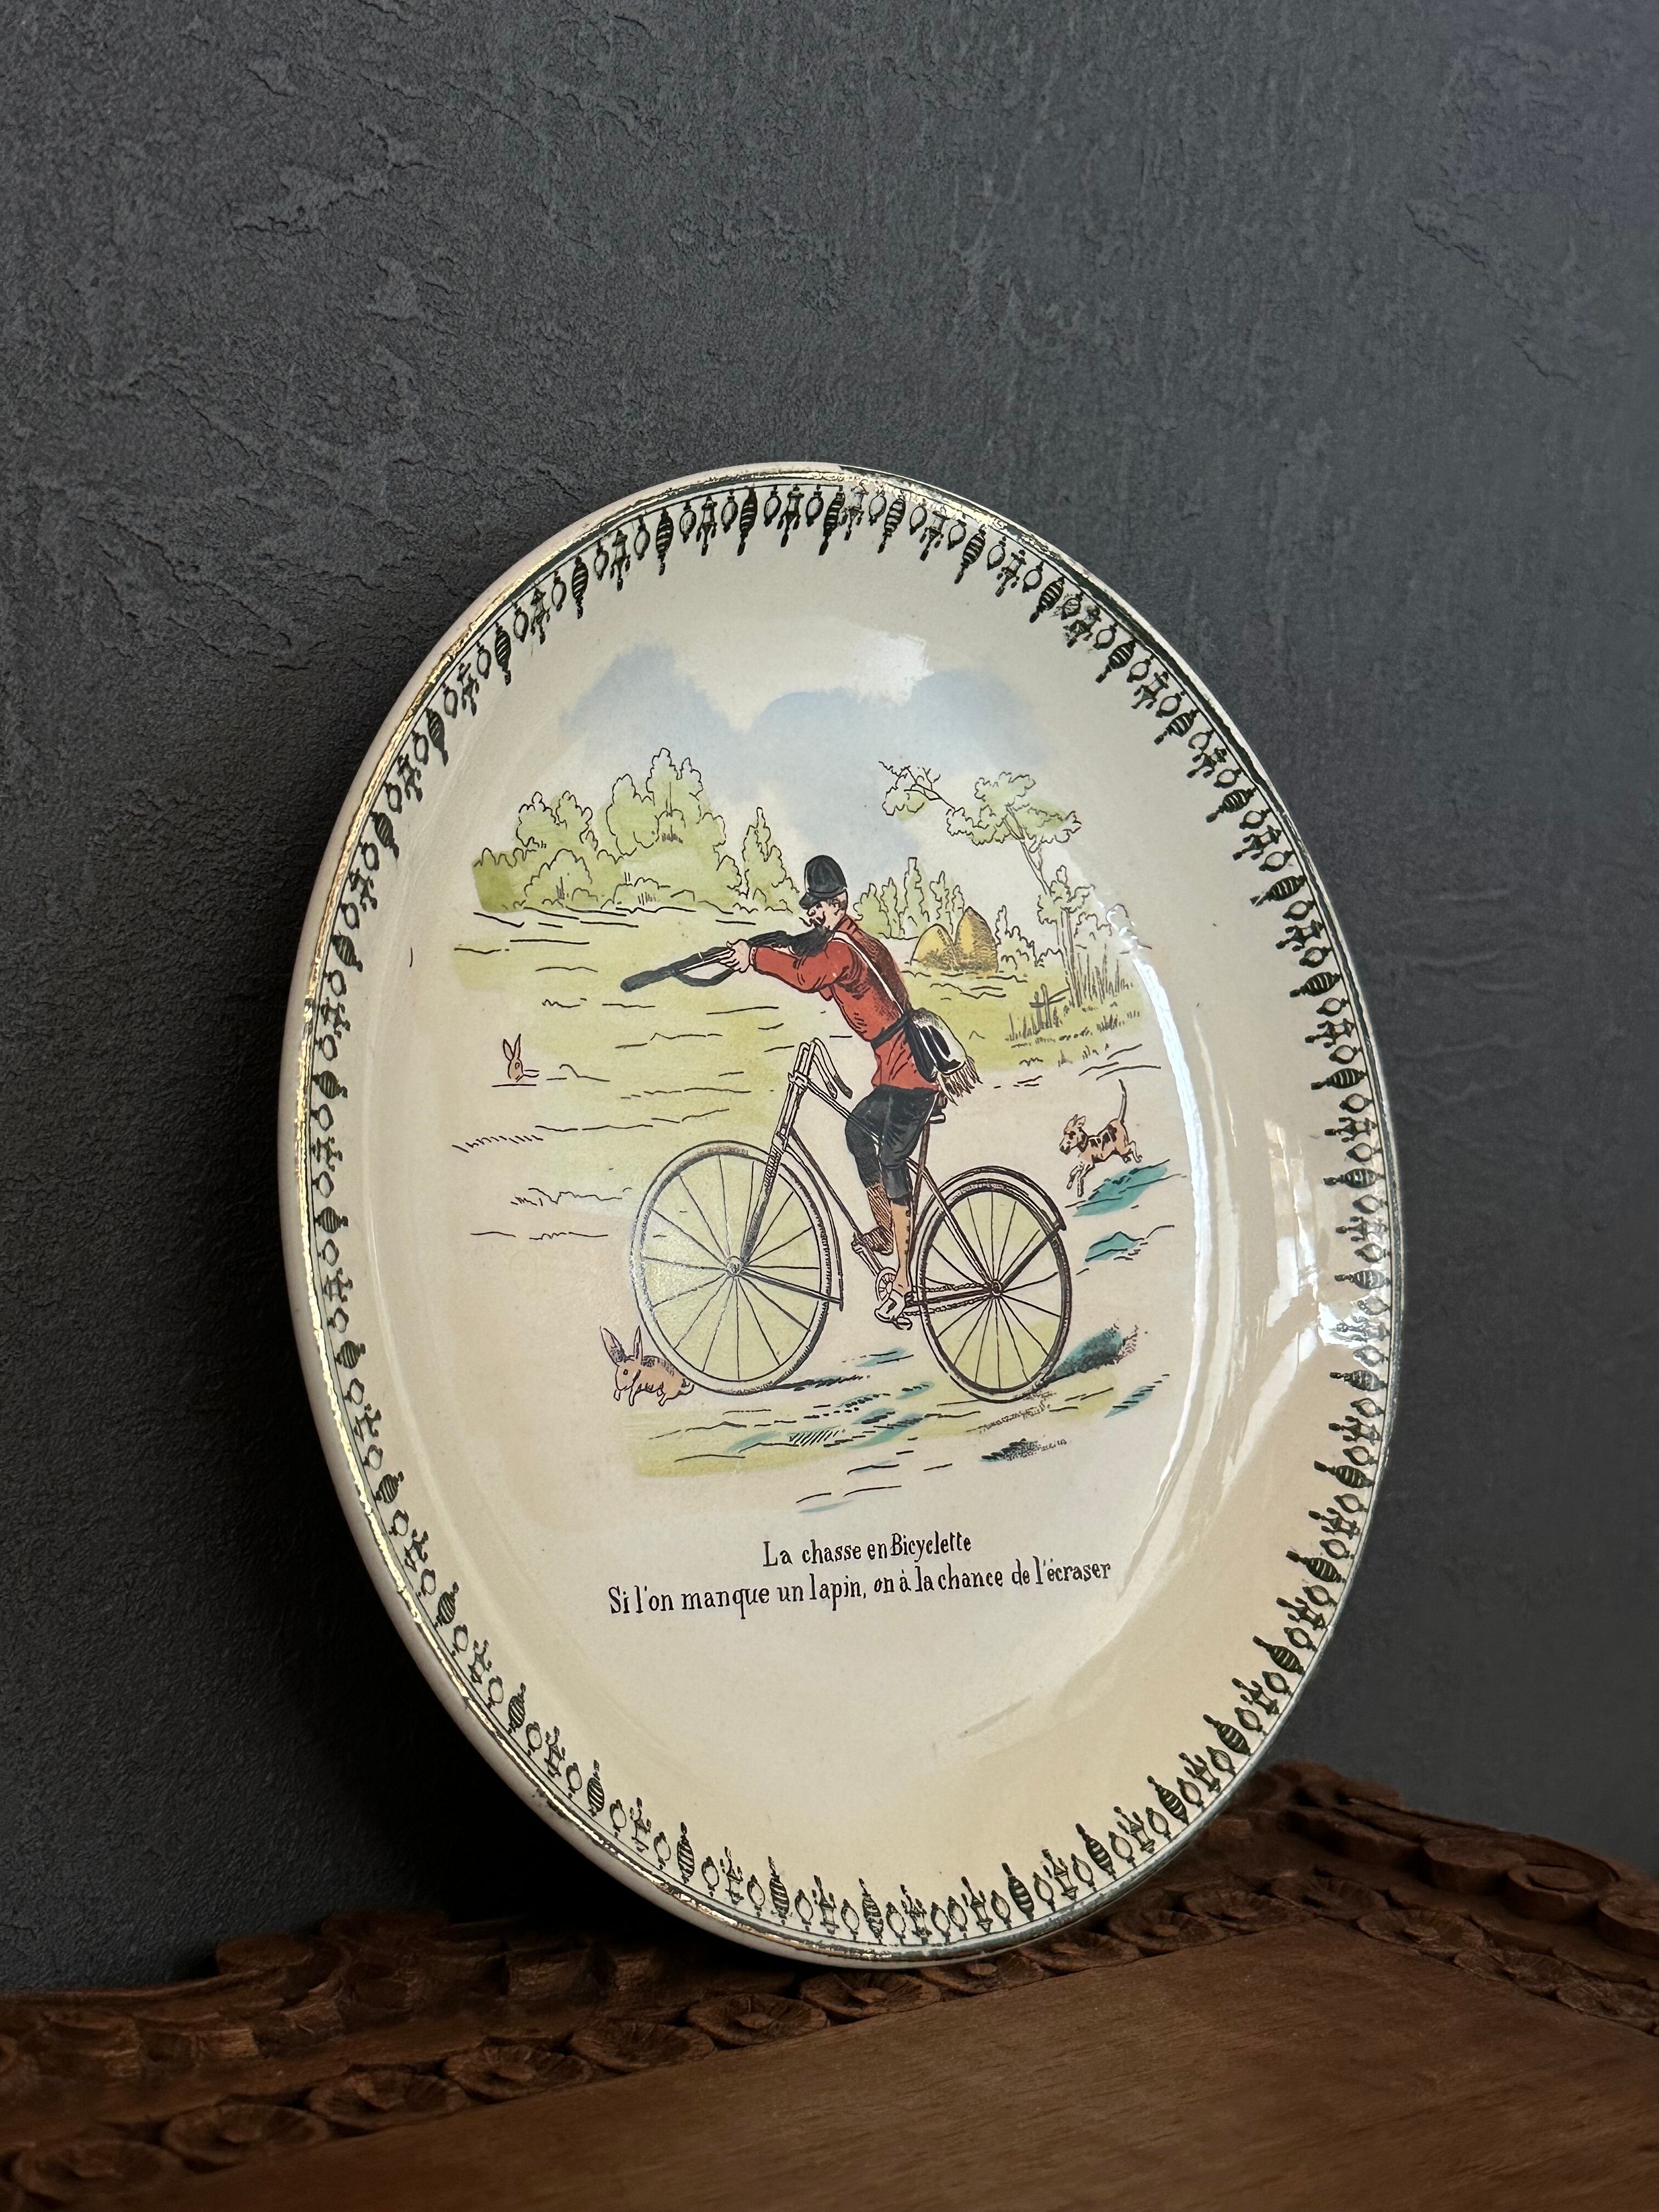 La chasse en Bicyclette
Si l'on manque un lapin, on à la chance de l'écraser